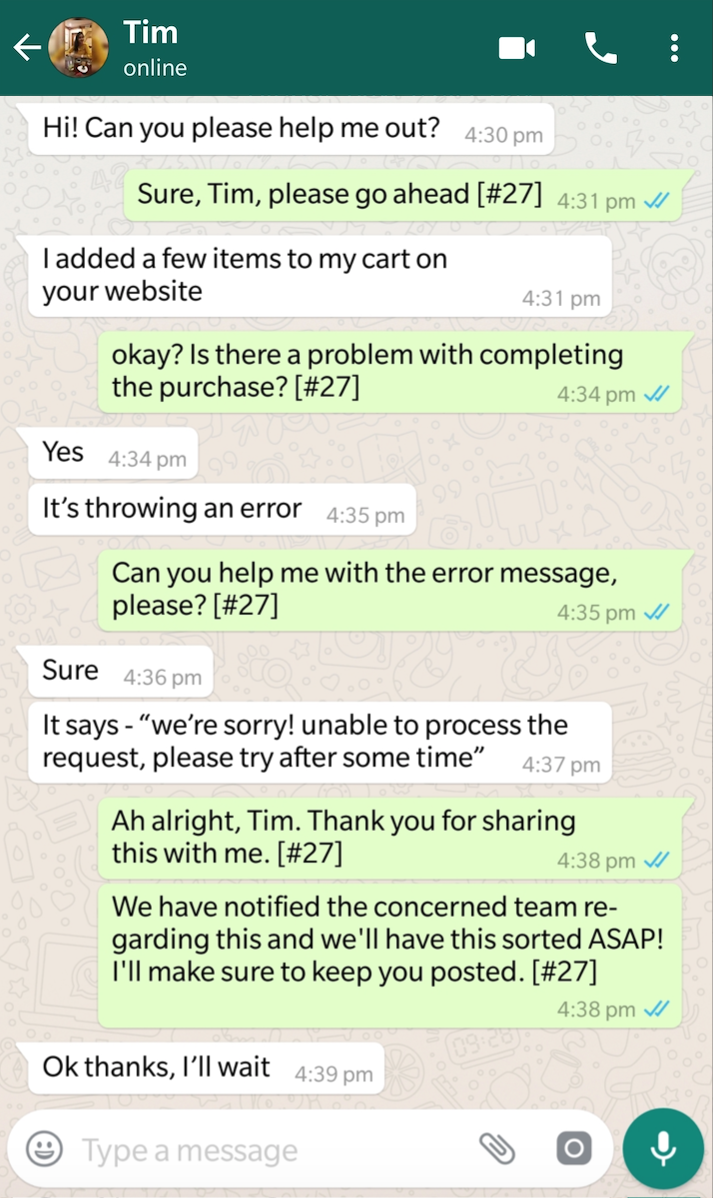 Tim
online
Hi! Can you please help me out? 4:30 pm
Sure, Tim, please go ahead [#27] 4:31 pm
I added a few items to my cart on
your website 4:31 pm
okay? Is there a problem with completing
the purchase? [#27] 4:34 pm
Yes 4:34 pm
It’s throwing an error 4:35 pm
Can you help me with the error message,
please? [#27] 4:35 pm
Sure 4:36 pm
It says - “we’re sorry! unable to process the
request, please try after some time” 4:37 pm
Ah alright, Tim. Thank you for sharing
this with me. [#27] 4:38 pm
We have notified the concerned team re-
garding this and we'll have this sorted ASAP!
I'll make sure to keep you posted. [#27]
4:38 pm
Ok thanks, I’ll wait 4:39 pm
Type a message